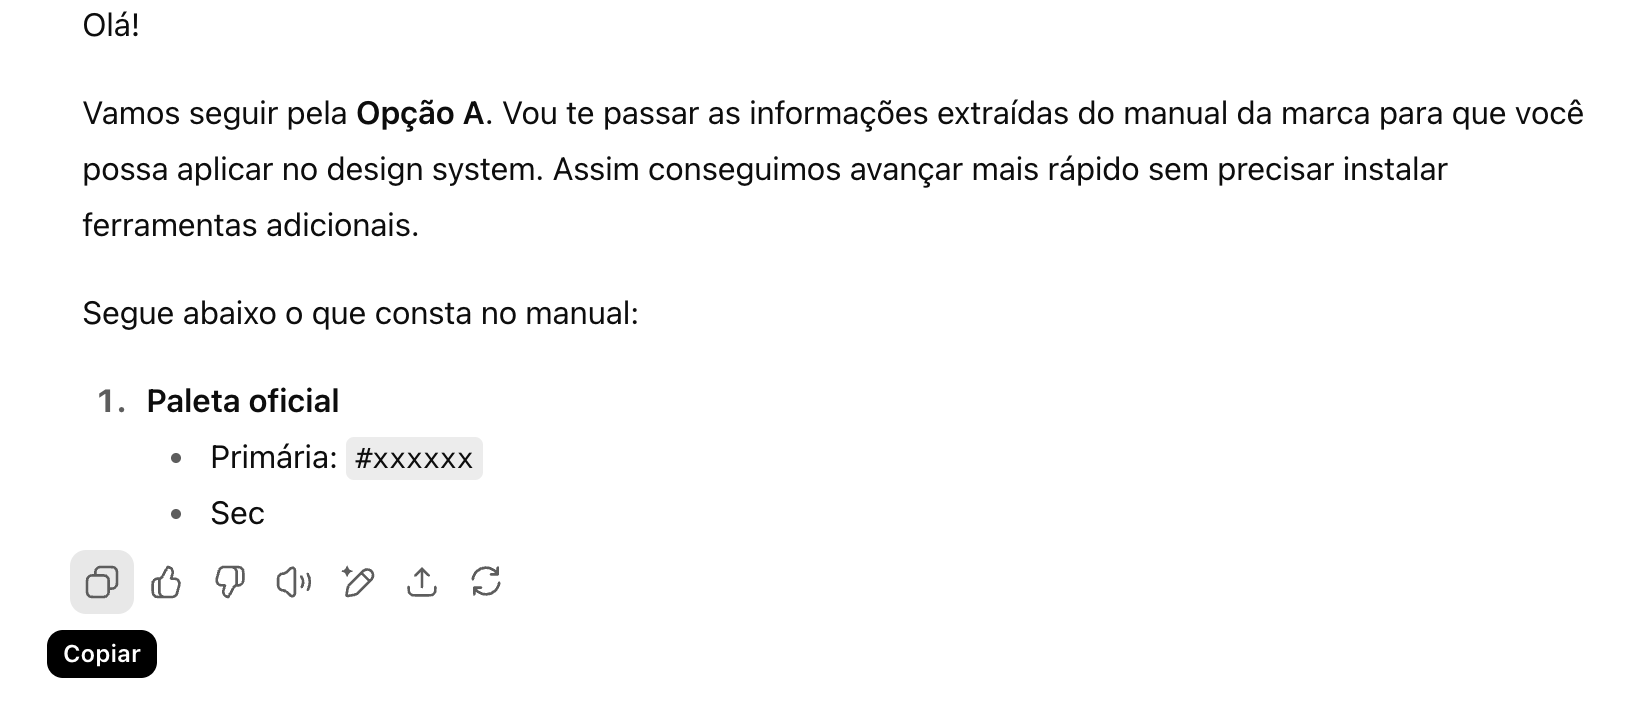 Olá!
Vamos seguir pela Opção A. Vou te passar as informações extraídas do manual da marca para que você
possa aplicar no design system. Assim conseguimos avançar mais rápido sem precisar instalar
ferramentas adicionais.
Segue abaixo o que consta no manual:
1. Paleta oficial
• Primária: #xxxxxx
• Sec
Copiar